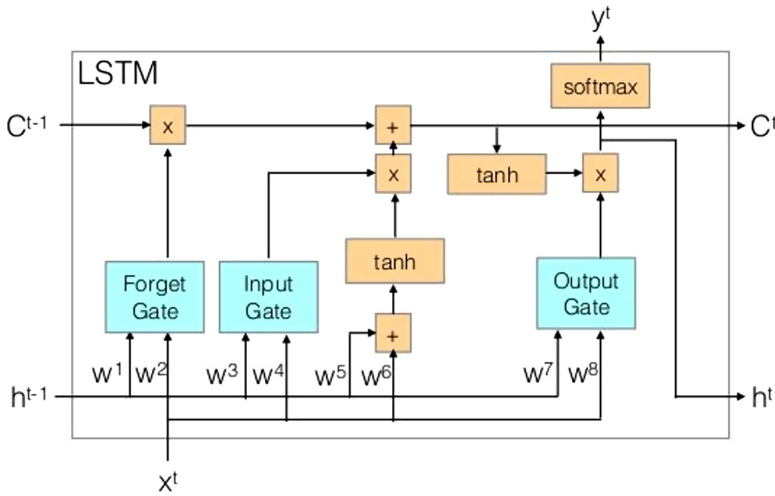 yᵗ
LSTM
softmax
Cᵗ⁻¹
x
+
Cᵗ
x
tanh
x
tanh
Forget
Gate
Input
Gate
Output
Gate
+
w¹
w²
w³
w⁴
w⁵
w⁶
w⁷
w⁸
hᵗ⁻¹
hᵗ
xᵗ